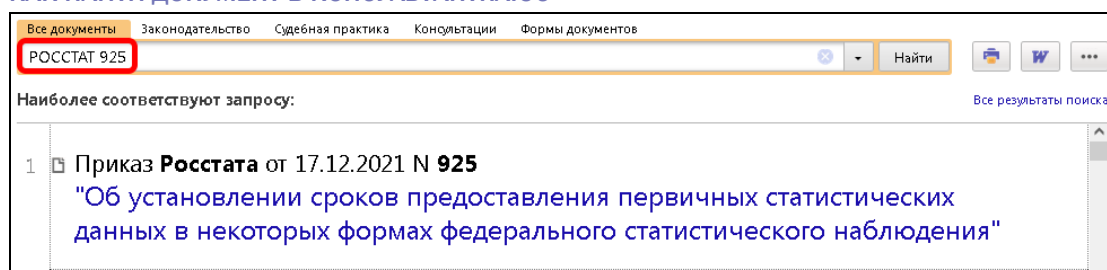 Все документы Законодательство Судебная практика Консультации Формы документов
РОССТАТ 925 Найти
Наиболее соответствуют запросу: Все результаты поиска
1 Приказ Росстата от 17.12.2021 N 925
"Об установлении сроков предоставления первичных статистических
данных в некоторых формах федерального статистического наблюдения"